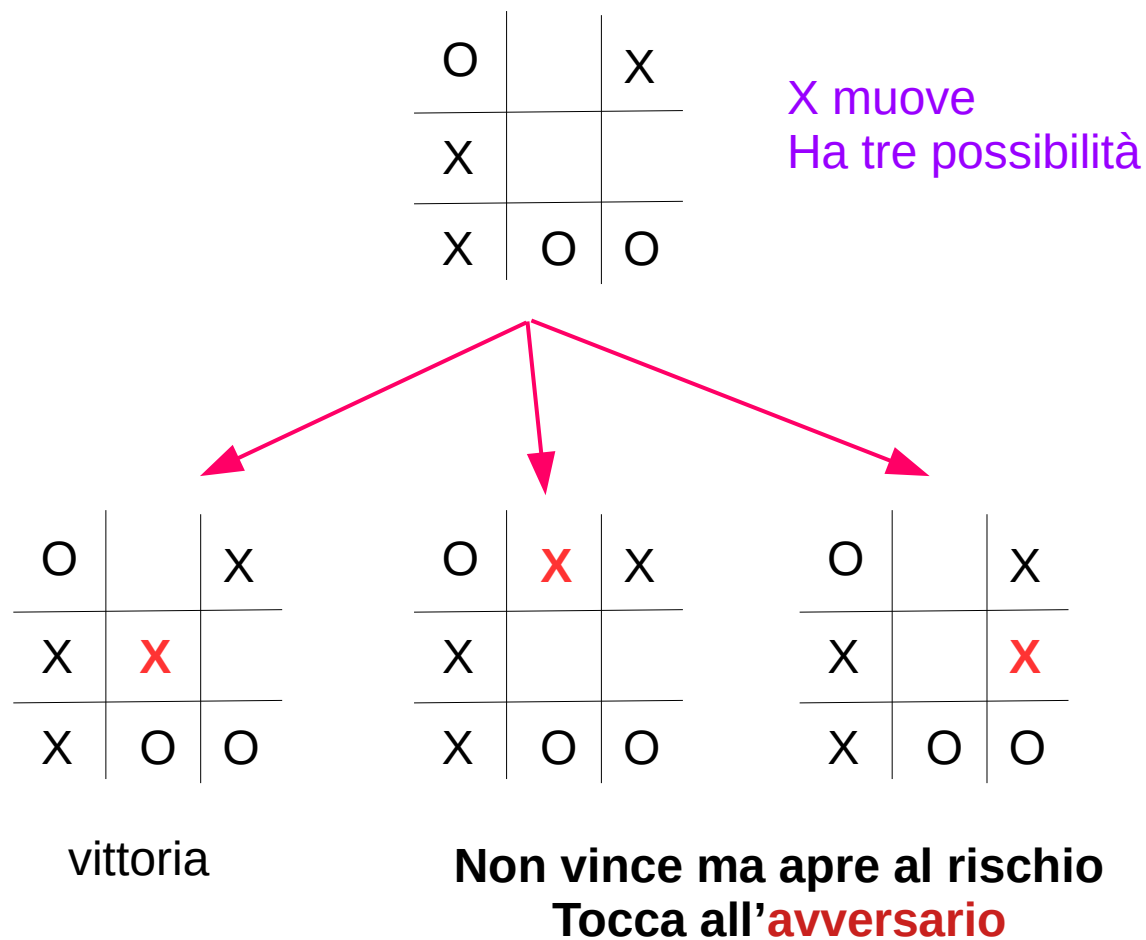 O X
X muove
Ha tre possibilità
X
X O O
O X
X X
X O O
O X X
X
X O O
O X
X X
X O O
vittoria
Non vince ma apre al rischio
Tocca all’avversario